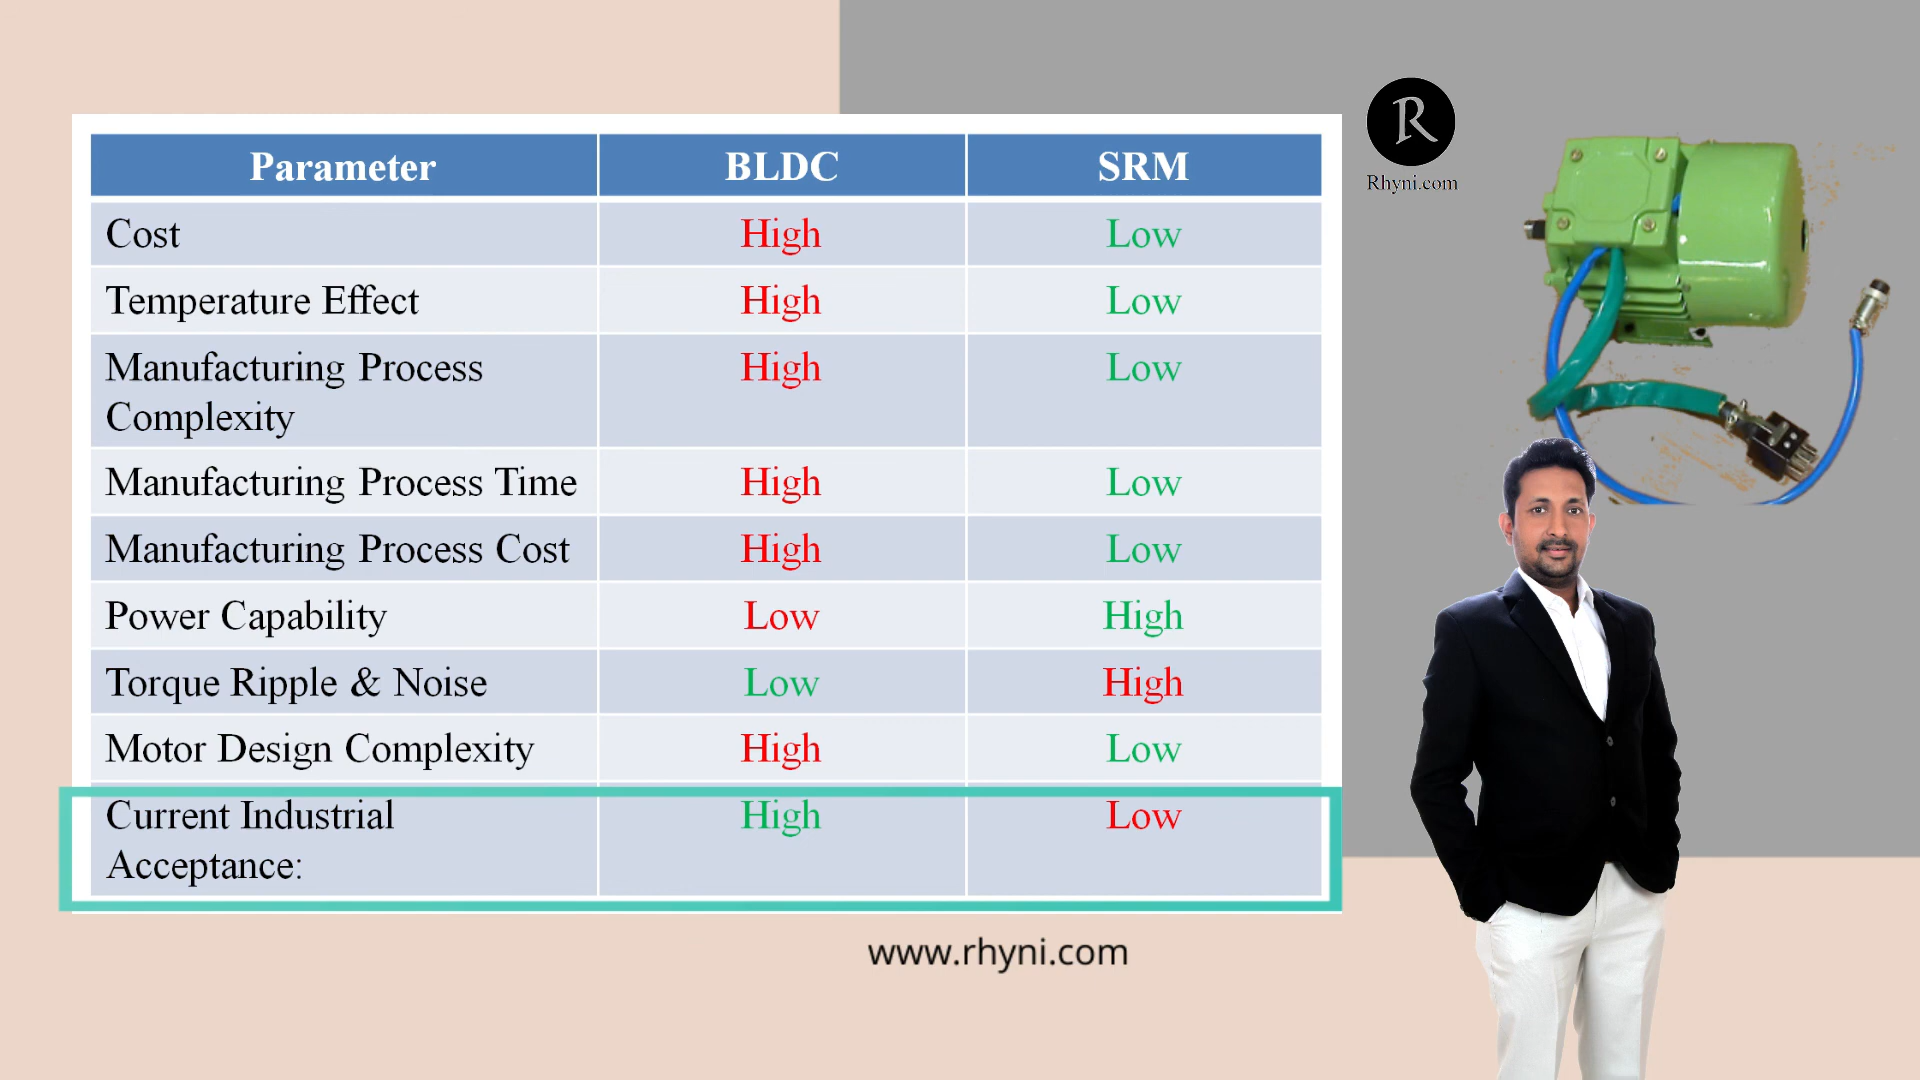 Parameter BLDC SRM
Cost High Low
Temperature Effect High Low
Manufacturing Process High Low
Complexity
Manufacturing Process Time High Low
Manufacturing Process Cost High Low
Power Capability Low High
Torque Ripple & Noise Low High
Motor Design Complexity High Low
Current Industrial High Low
Acceptance:
R
Rhyni.com
www.rhyni.com